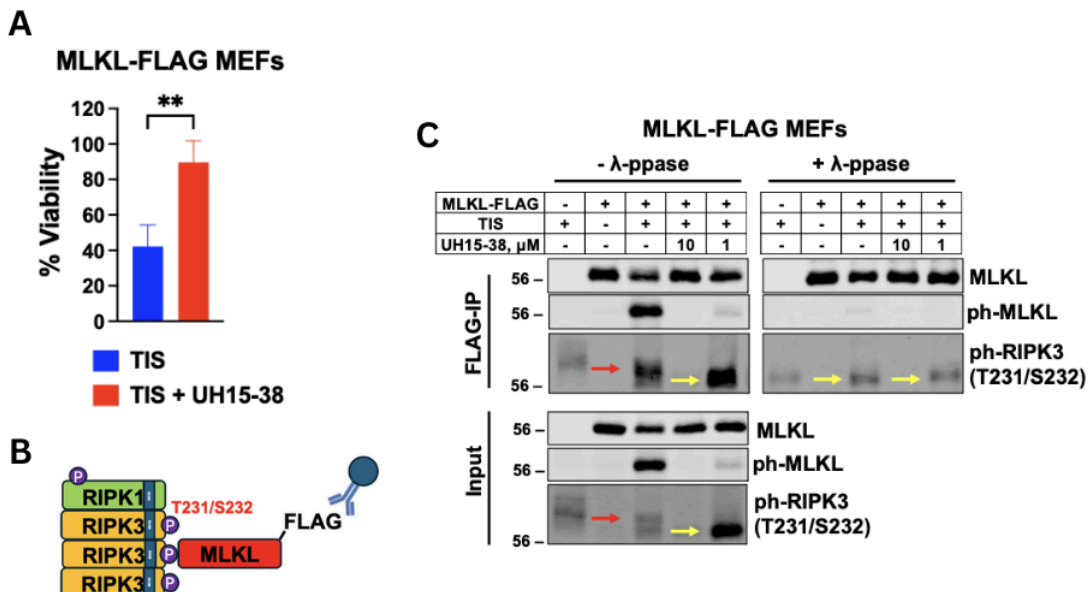 A
MLKL-FLAG MEFs
**
% Viability
120
100
80
60
40
20
0
TIS
TIS + UH15-38
B
P
RIPK1
T231/S232
RIPK3 P
FLAG
RIPK3 P MLKL
RIPK3 P
C
MLKL-FLAG MEFs
- λ-ppase + λ-ppase
MLKL-FLAG - + + + + - + + + +
TIS + - + + + + - + + +
UH15-38, µM - - - 10 1 - - - 10 1
FLAG-IP
56 – 56 – MLKL
56 – 56 – ph-MLKL
56 – 56 – ph-RIPK3
(T231/S232)
Input
56 – MLKL
56 – ph-MLKL
56 – ph-RIPK3
(T231/S232)